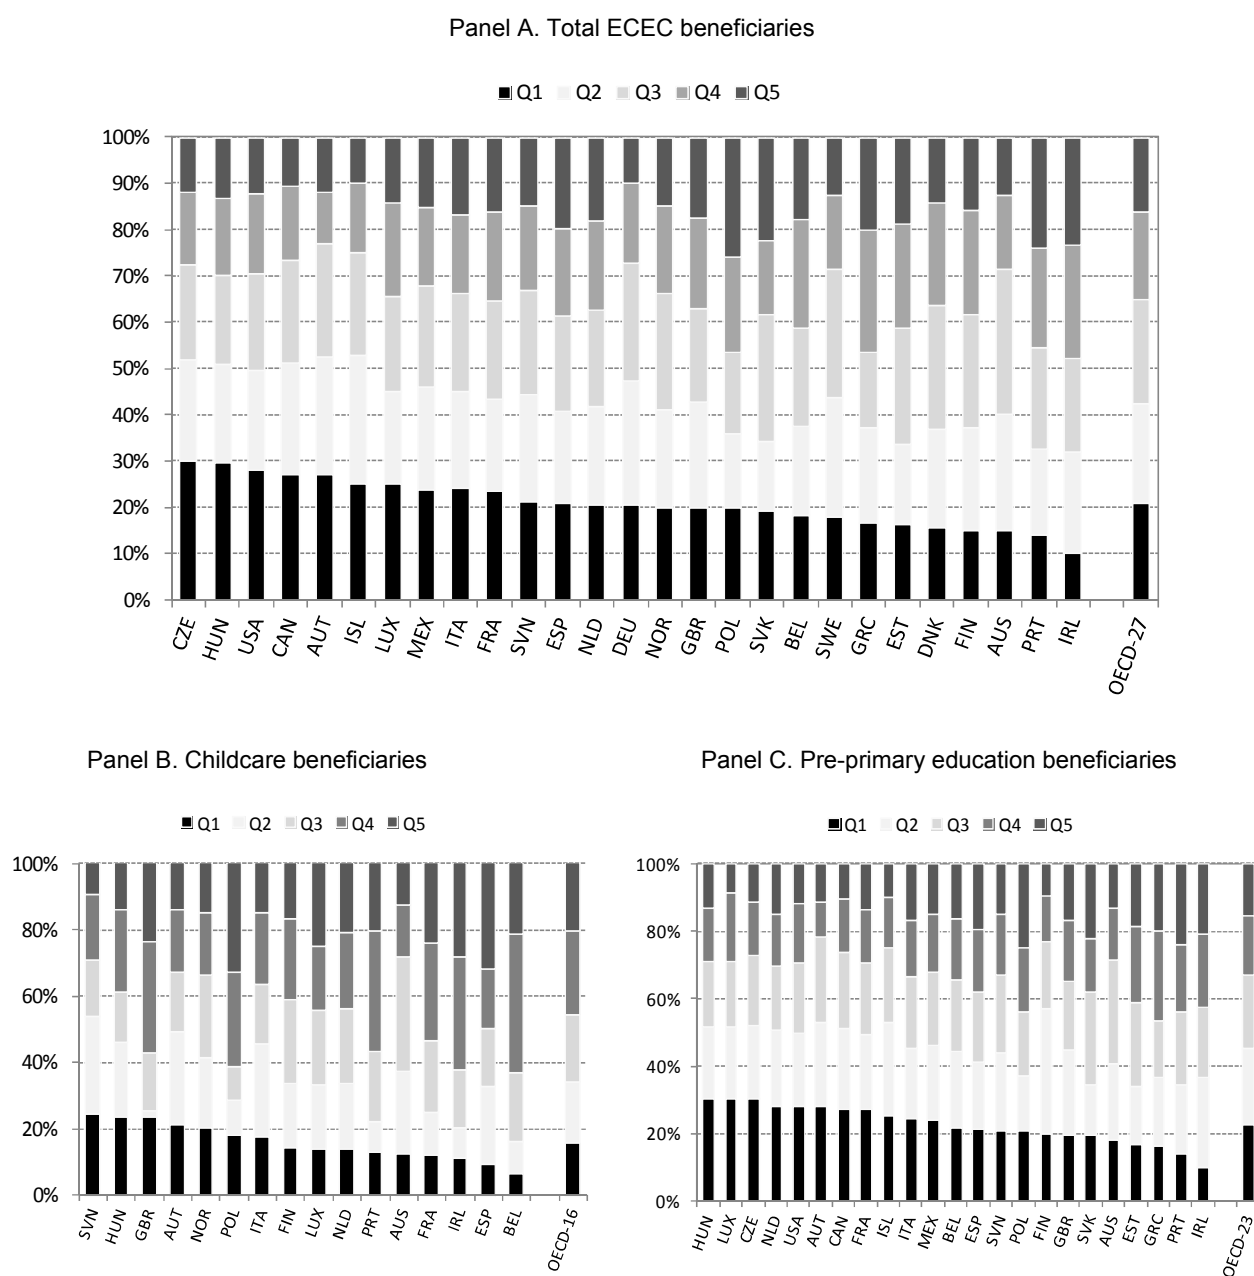 Panel A. Total ECEC beneficiaries
Q1 Q2 Q3 Q4 Q5
100%
90%
80%
70%
60%
50%
40%
30%
20%
10%
0%
CZE HUN USA CAN AUT ISL LUX MEX ITA FRA SVN ESP NLD DEU NOR GBR POL SVK BEL SWE GRC EST DNK FIN AUS PRT IRL OECD-27
Panel B. Childcare beneficiaries
Q1 Q2 Q3 Q4 Q5
100%
80%
60%
40%
20%
0%
SVN HUN GBR AUT NOR POL ITA FIN LUX NLD PRT AUS FRA IRL ESP BEL OECD-16
Panel C. Pre-primary education beneficiaries
Q1 Q2 Q3 Q4 Q5
100%
80%
60%
40%
20%
0%
HUN LUX CZE NLD USA AUT CAN FRA ISL ITA MEX BEL ESP SVN POL FIN GBR SVK AUS EST GRC PRT IRL OECD-23